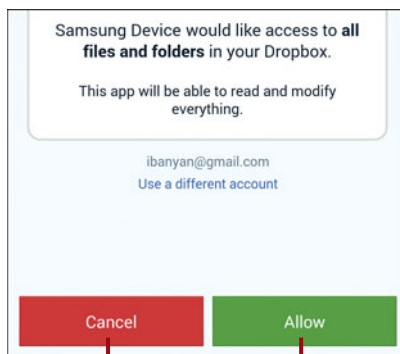 Samsung Device would like access to all
files and folders in your Dropbox.
This app will be able to read and modify
everything.
ibanyan@gmail.com
Use a different account
Cancel
Allow